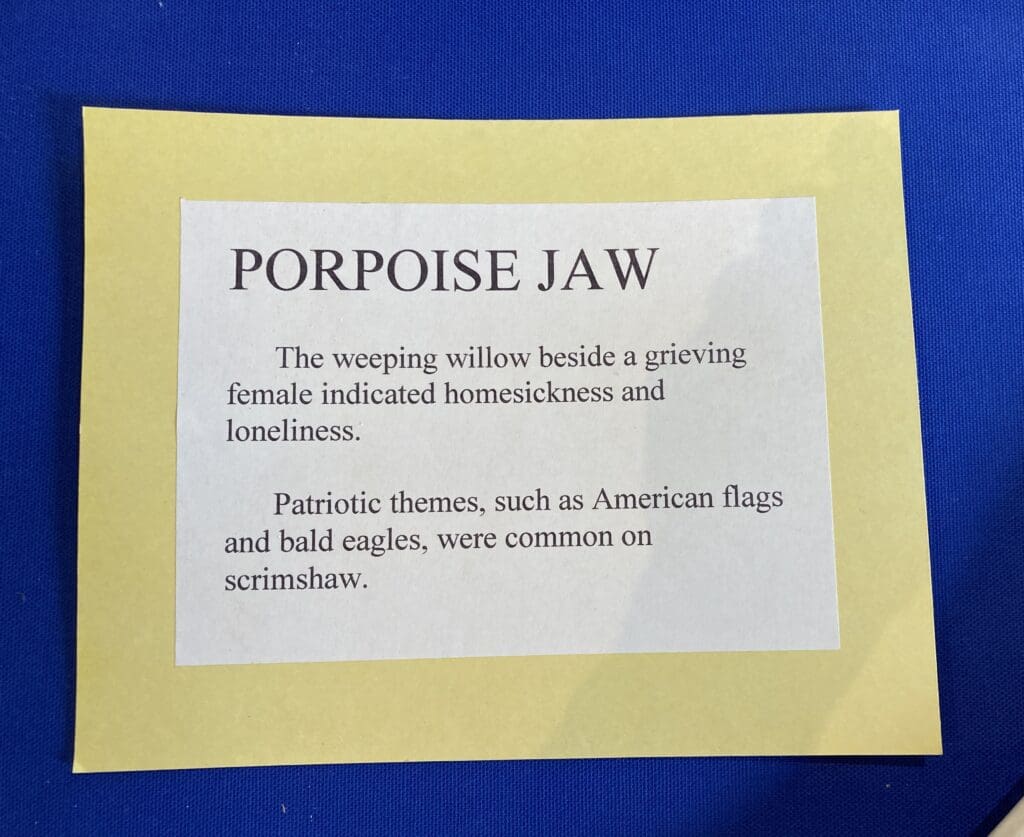 PORPOISE JAW
The weeping willow beside a grieving
female indicated homesickness and
loneliness.
Patriotic themes, such as American flags
and bald eagles, were common on
scrimshaw.